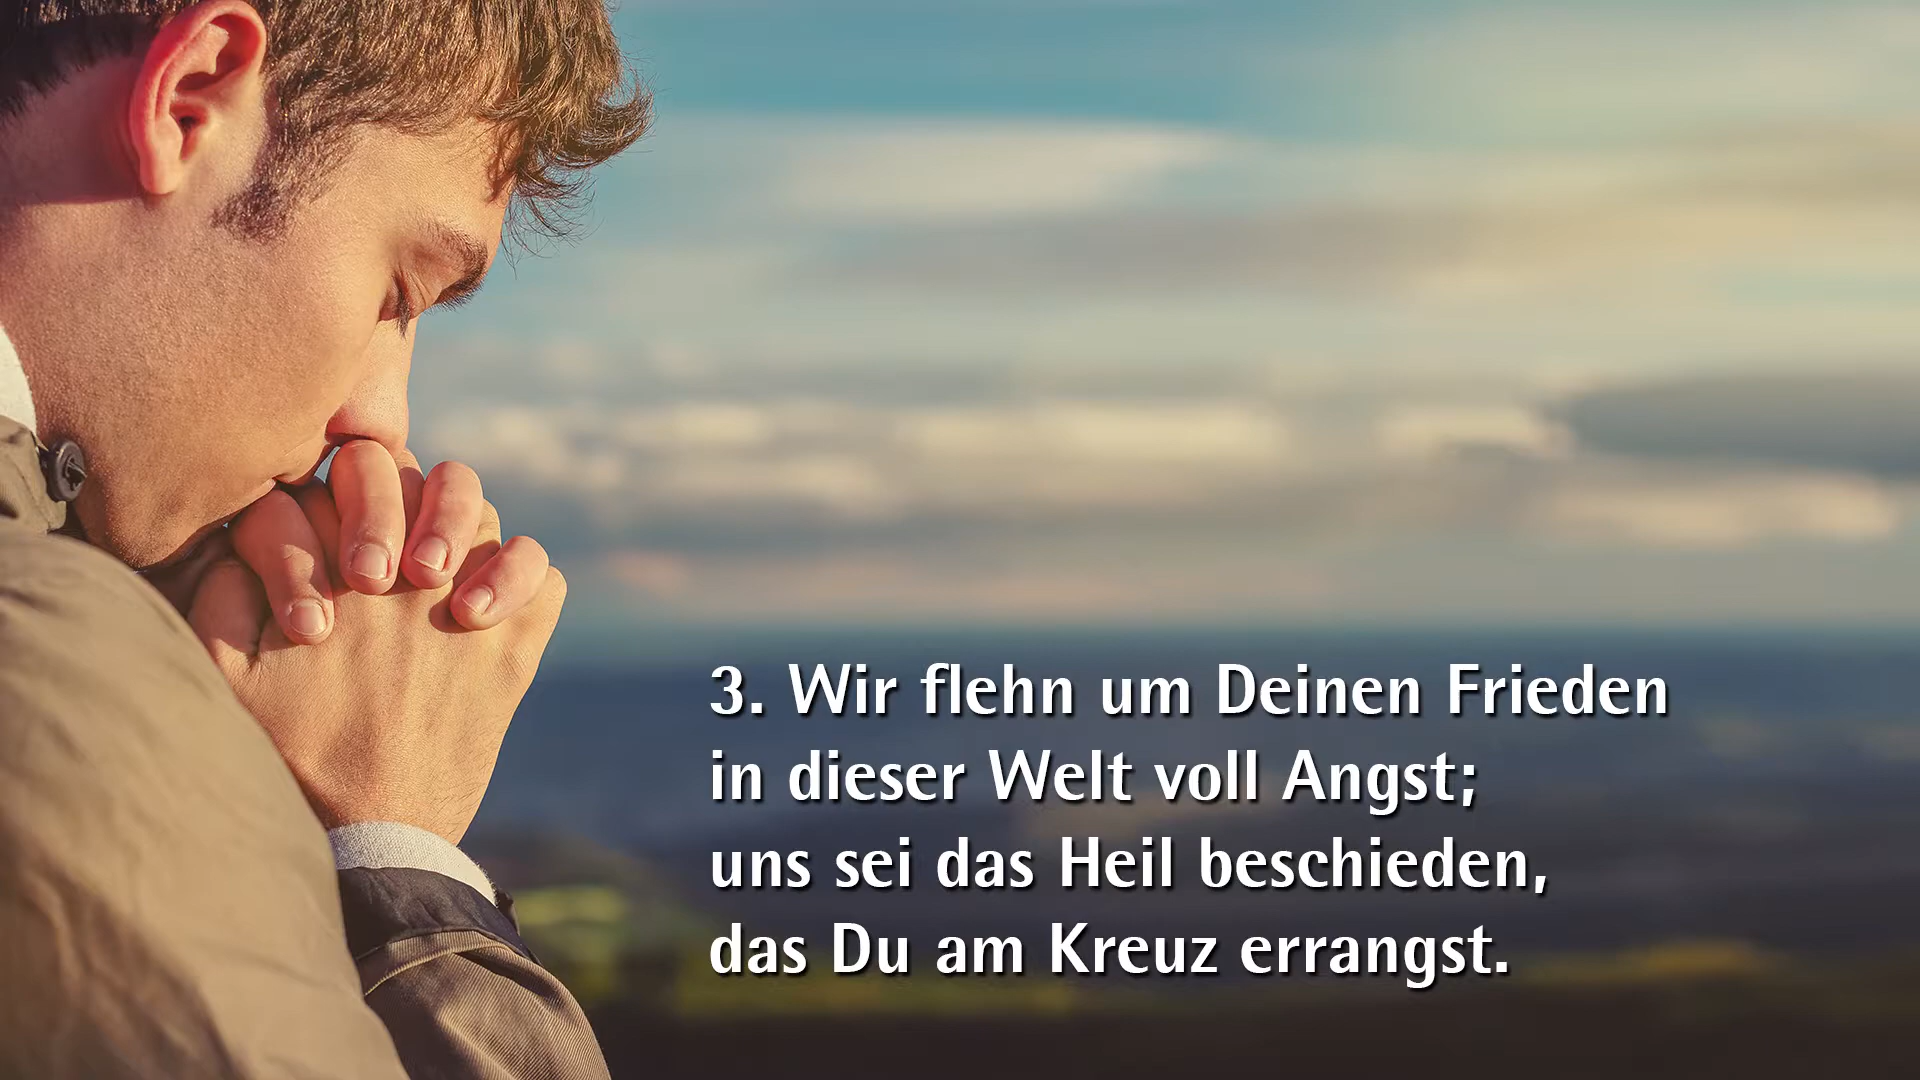 3. Wir flehn um Deinen Frieden
in dieser Welt voll Angst;
uns sei das Heil beschieden,
das Du am Kreuz errangst.